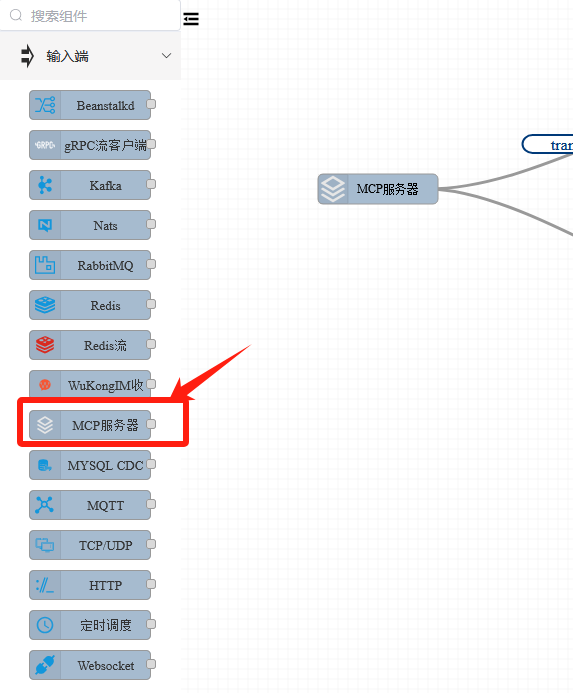 搜索组件
输入端
Beanstalkd
GRPC
gRPC流客户端
Kafka
Nats
RabbitMQ
Redis
Redis流
WuKongIM收
MCP服务器
MYSQL CDC
MQTT
TCP/UDP
HTTP
定时调度
Websocket
MCP服务器
tran